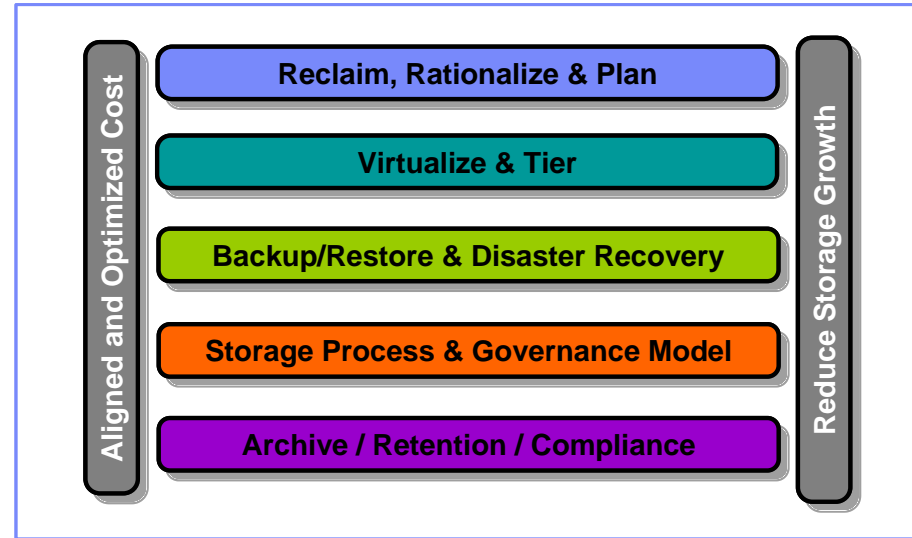 Aligned and Optimized Cost
Reclaim, Rationalize & Plan
Virtualize & Tier
Backup/Restore & Disaster Recovery
Storage Process & Governance Model
Archive / Retention / Compliance
Reduce Storage Growth